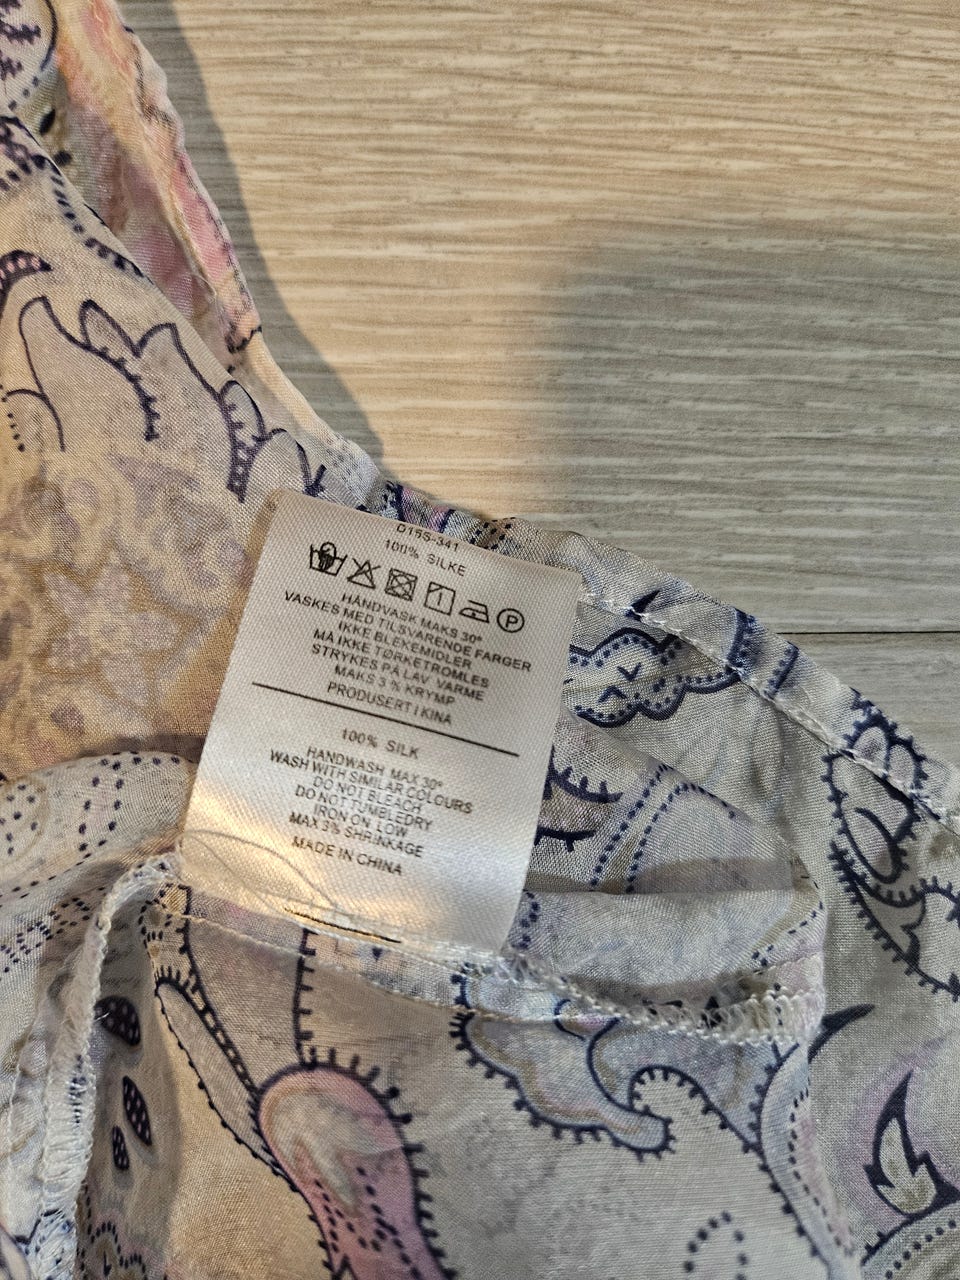 D15S-341
100% SILKE
P
HÅNDVASK MAKS 30°
VASKES MED TILSVARENDE FARGER
IKKE BLEKEMIDLER
MÅ IKKE TØRKETROMLES
STRYKES PÅ LAV VARME
MAKS 3 % KRYMP
PRODUSERT I KINA
100% SILK
HANDWASH MAX 30°
WASH WITH SIMILAR COLOURS
DO NOT BLEACH
DO NOT TUMBLEDRY
IRON ON LOW
MAX 3% SHRINKAGE
MADE IN CHINA